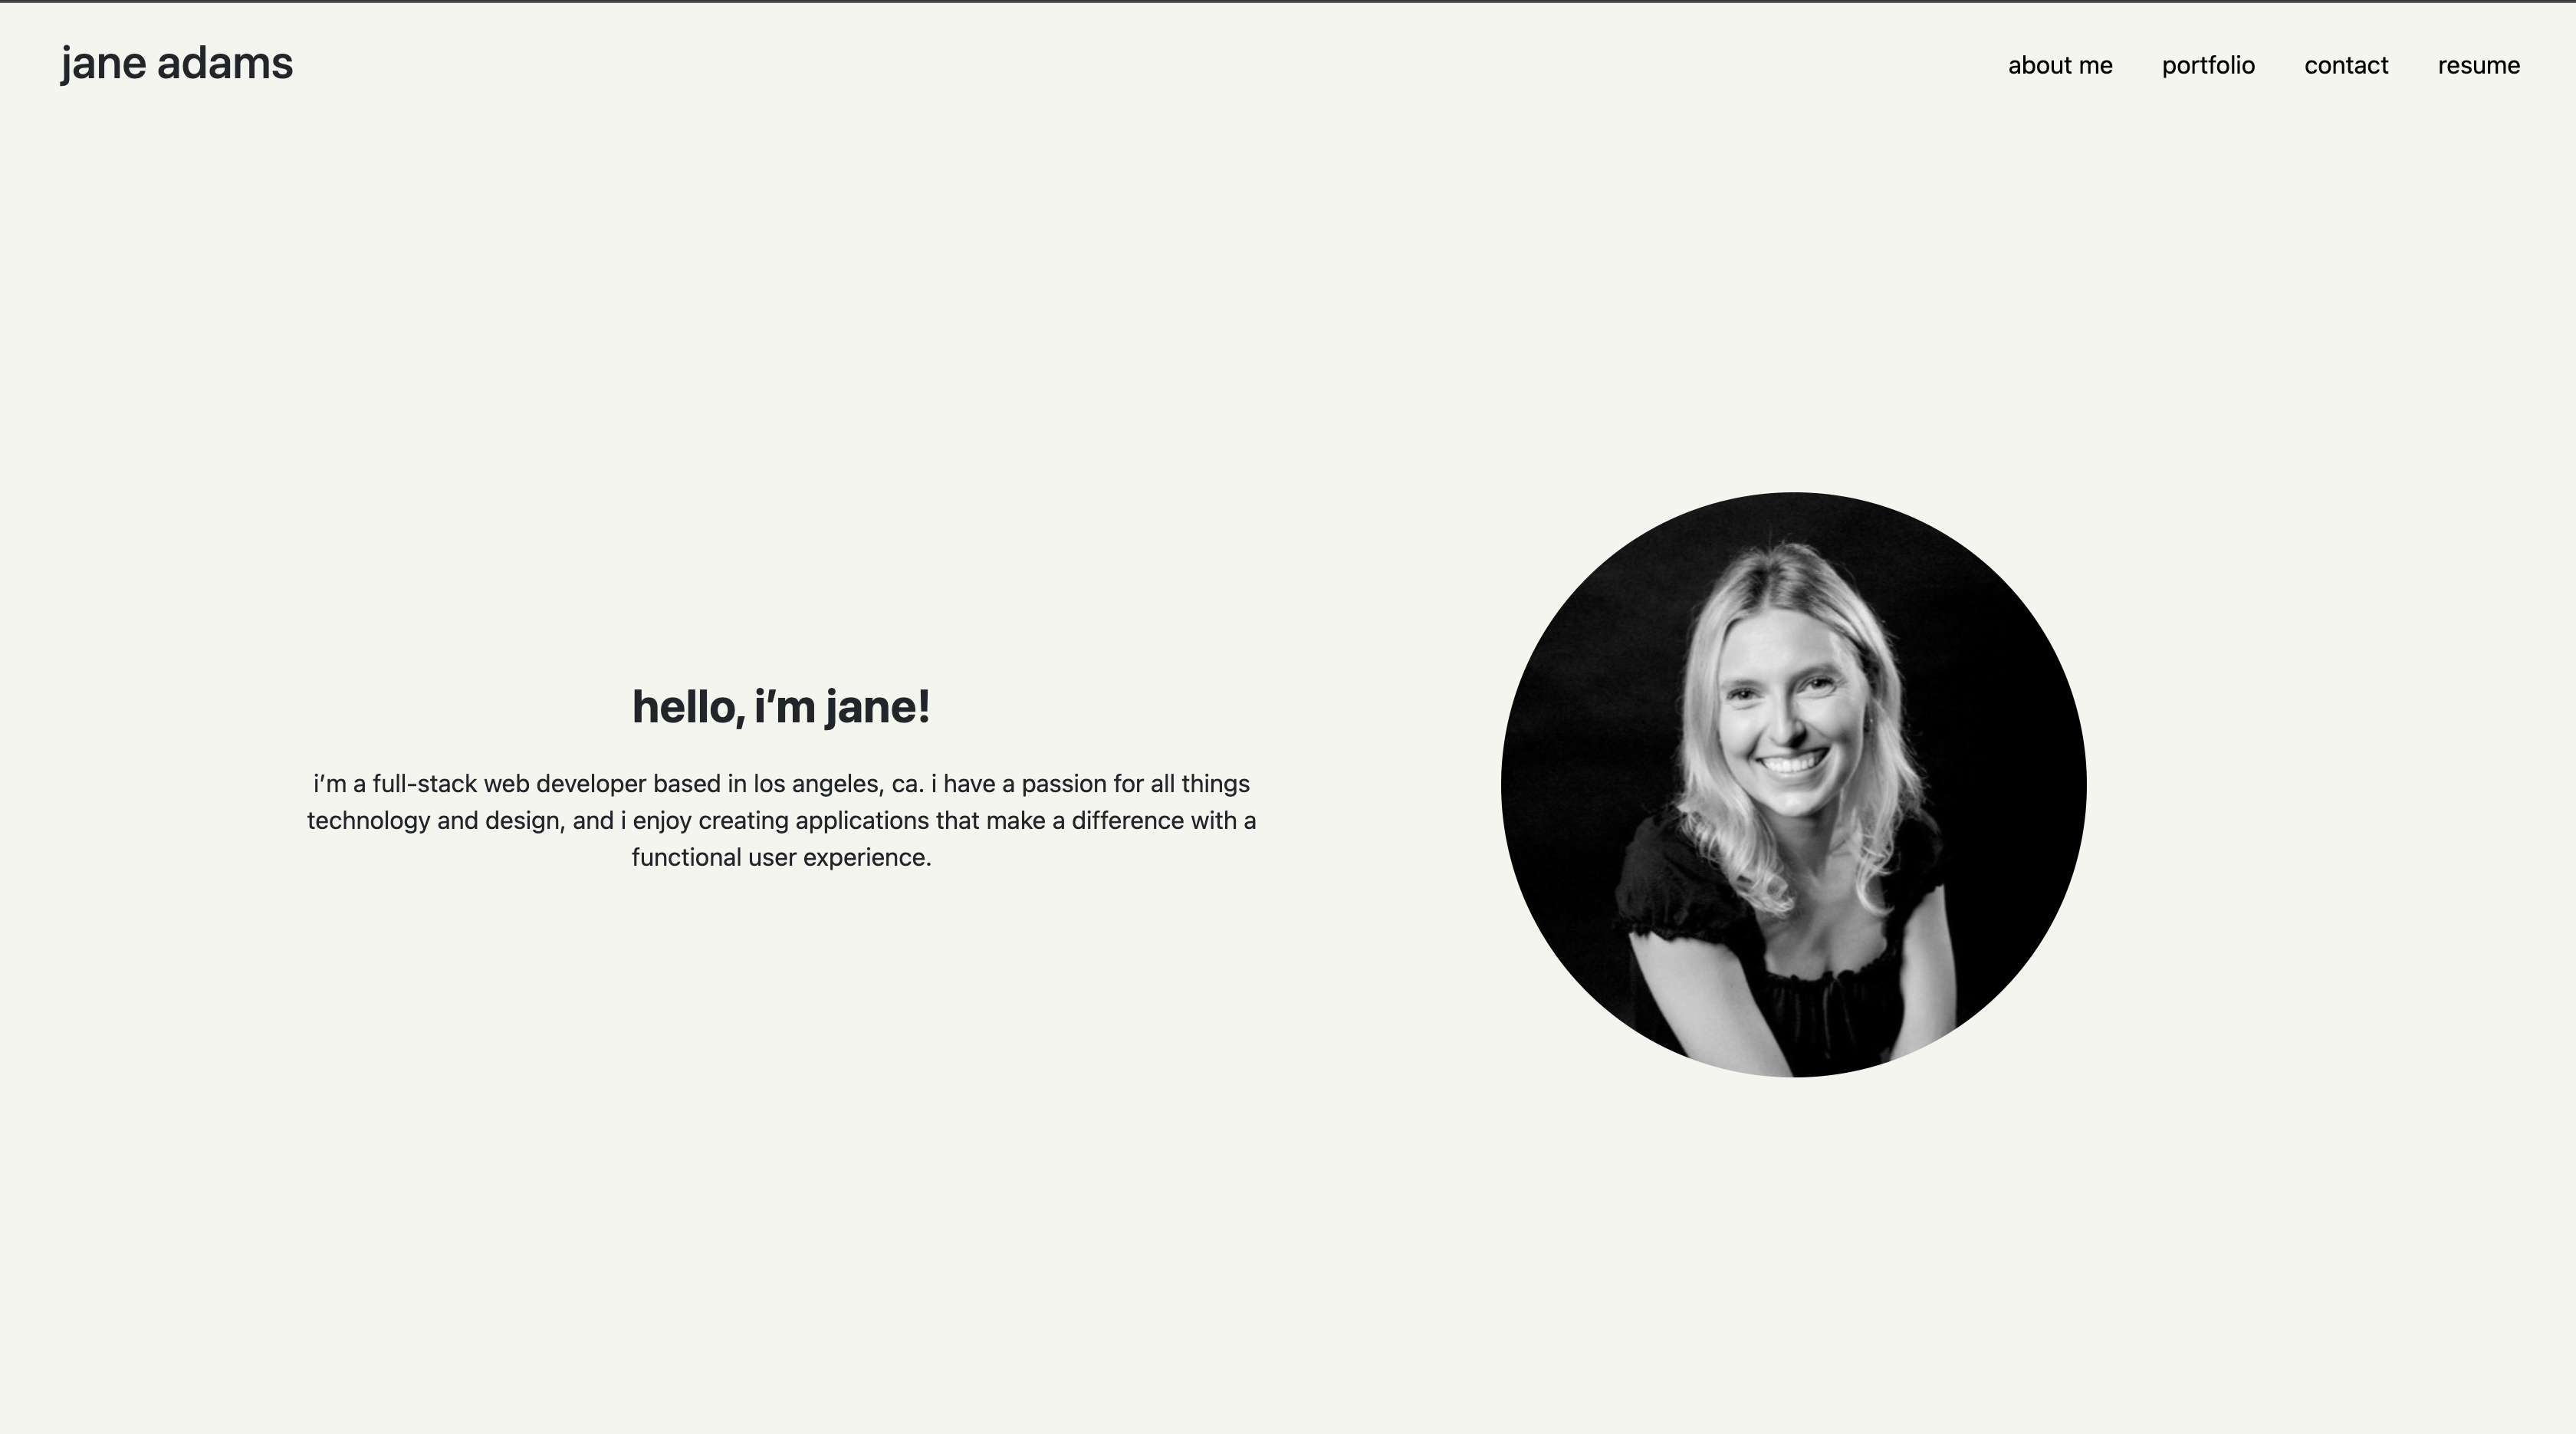 jane adams
about me portfolio contact resume
hello, i’m jane!
i’m a full-stack web developer based in los angeles, ca. i have a passion for all things
technology and design, and i enjoy creating applications that make a difference with a
functional user experience.